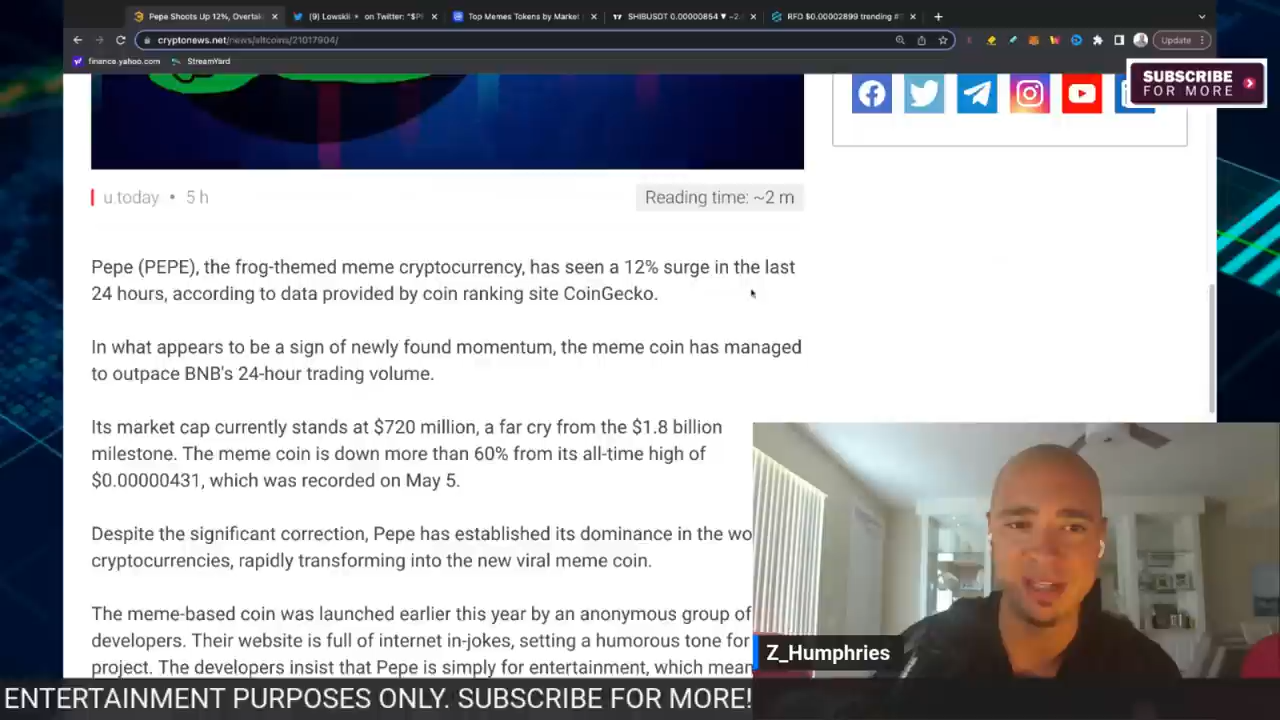 Pepe Shoots Up 12%, Overtak
(9) Lowskii
on Twitter: "$P
Top Memes Tokens by Market
SHIBUSDT 0.00000854 ▼ −2.
RFD $0.00002899 trending #
cryptonews.net/news/altcoins/21017904/
Update
finance.yahoo.com
StreamYard
SUBSCRIBE
FOR MORE
u.today • 5 h
Reading time: ~2 m
Pepe (PEPE), the frog-themed meme cryptocurrency, has seen a 12% surge in the last
24 hours, according to data provided by coin ranking site CoinGecko.
In what appears to be a sign of newly found momentum, the meme coin has managed
to outpace BNB's 24-hour trading volume.
Its market cap currently stands at $720 million, a far cry from the $1.8 billion
milestone. The meme coin is down more than 60% from its all-time high of
$0.00000431, which was recorded on May 5.
Despite the significant correction, Pepe has established its dominance in the wo
cryptocurrencies, rapidly transforming into the new viral meme coin.
The meme-based coin was launched earlier this year by an anonymous group of
developers. Their website is full of internet in-jokes, setting a humorous tone for
project. The developers insist that Pepe is simply for entertainment, which mean
Z_Humphries
ENTERTAINMENT PURPOSES ONLY. SUBSCRIBE FOR MORE!